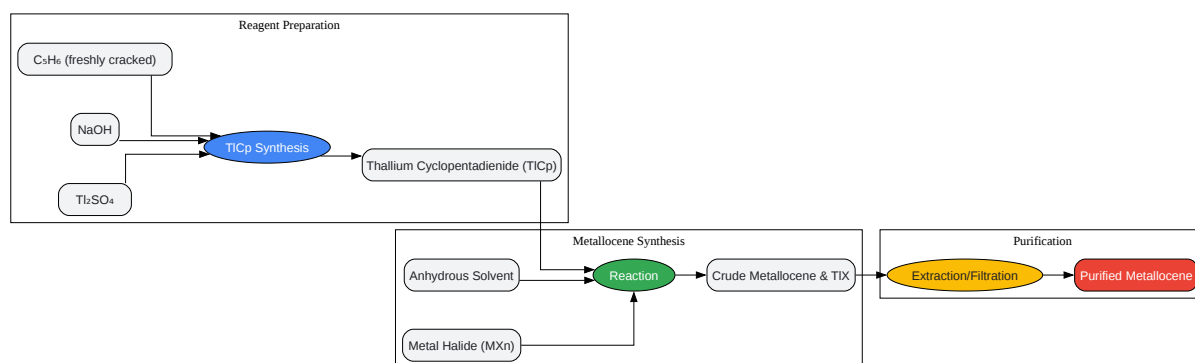 Reagent Preparation
C₅H₆ (freshly cracked)
NaOH
TlCp Synthesis
Thallium Cyclopentadienide (TlCp)
Tl₂SO₄
Metallocene Synthesis
Anhydrous Solvent
Reaction
Crude Metallocene & TlX
Metal Halide (MXn)
Purification
Extraction/Filtration
Purified Metallocene